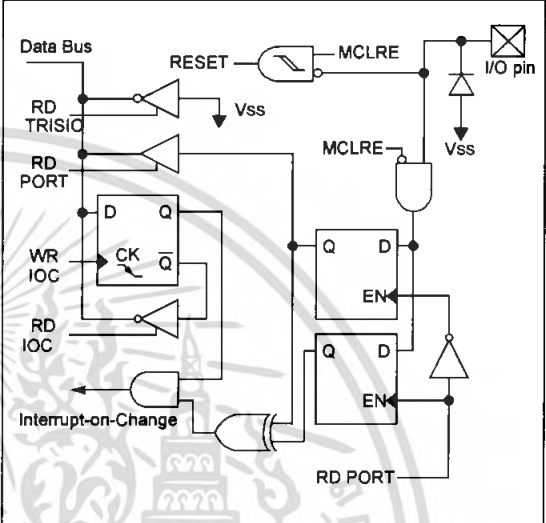 Data Bus
RESET
MCLRE
I/O pin
RD
TRISIO
Vss
Vss
RD
PORT
MCLRE
D
Q
WR
IOC
CK
Q
Q
D
EN
RD
IOC
Q
D
EN
Interrupt-on-Change
RD PORT